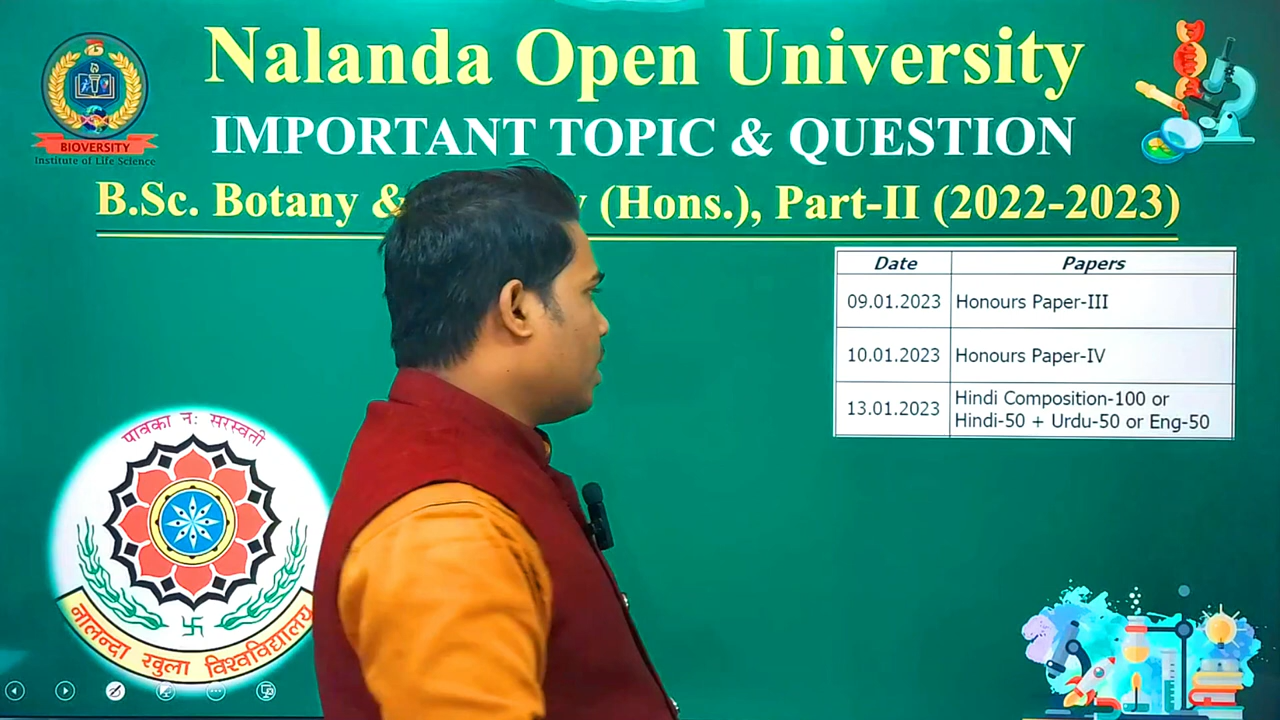 Nalanda Open University
IMPORTANT TOPIC & QUESTION
B.Sc. Botany & (Hons.), Part-II (2022-2023)
BIOVERSITY
Institute of Life Science
Date Papers
09.01.2023 Honours Paper-III
10.01.2023 Honours Paper-IV
13.01.2023 Hindi Composition-100 or
Hindi-50 + Urdu-50 or Eng-50
पावका नः सरस्वती
नालन्दा खुला विश्वविद्यालय